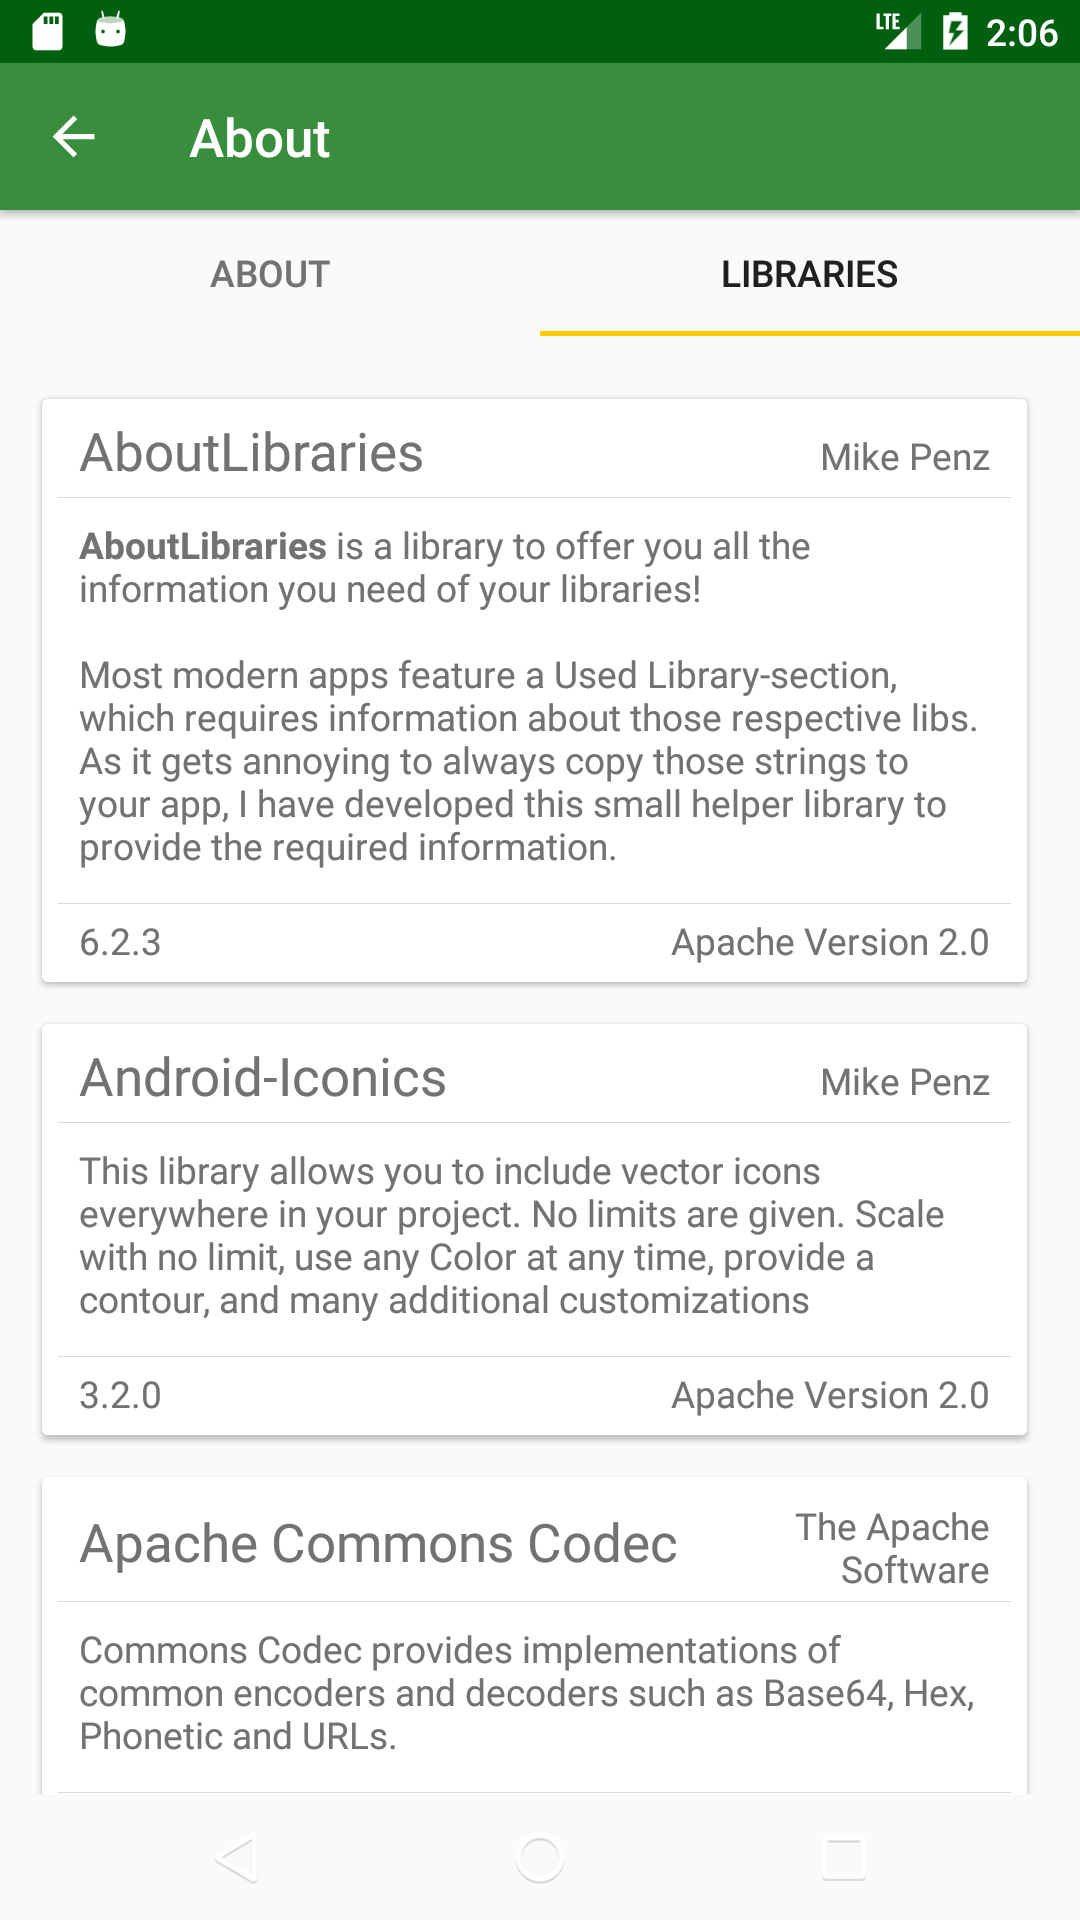 LTE 2:06
About
ABOUT LIBRARIES
AboutLibraries Mike Penz
AboutLibraries is a library to offer you all the
information you need of your libraries!
Most modern apps feature a Used Library-section,
which requires information about those respective libs.
As it gets annoying to always copy those strings to
your app, I have developed this small helper library to
provide the required information.
6.2.3 Apache Version 2.0
Android-Iconics Mike Penz
This library allows you to include vector icons
everywhere in your project. No limits are given. Scale
with no limit, use any Color at any time, provide a
contour, and many additional customizations
3.2.0 Apache Version 2.0
Apache Commons Codec The Apache
Software
Commons Codec provides implementations of
common encoders and decoders such as Base64, Hex,
Phonetic and URLs.